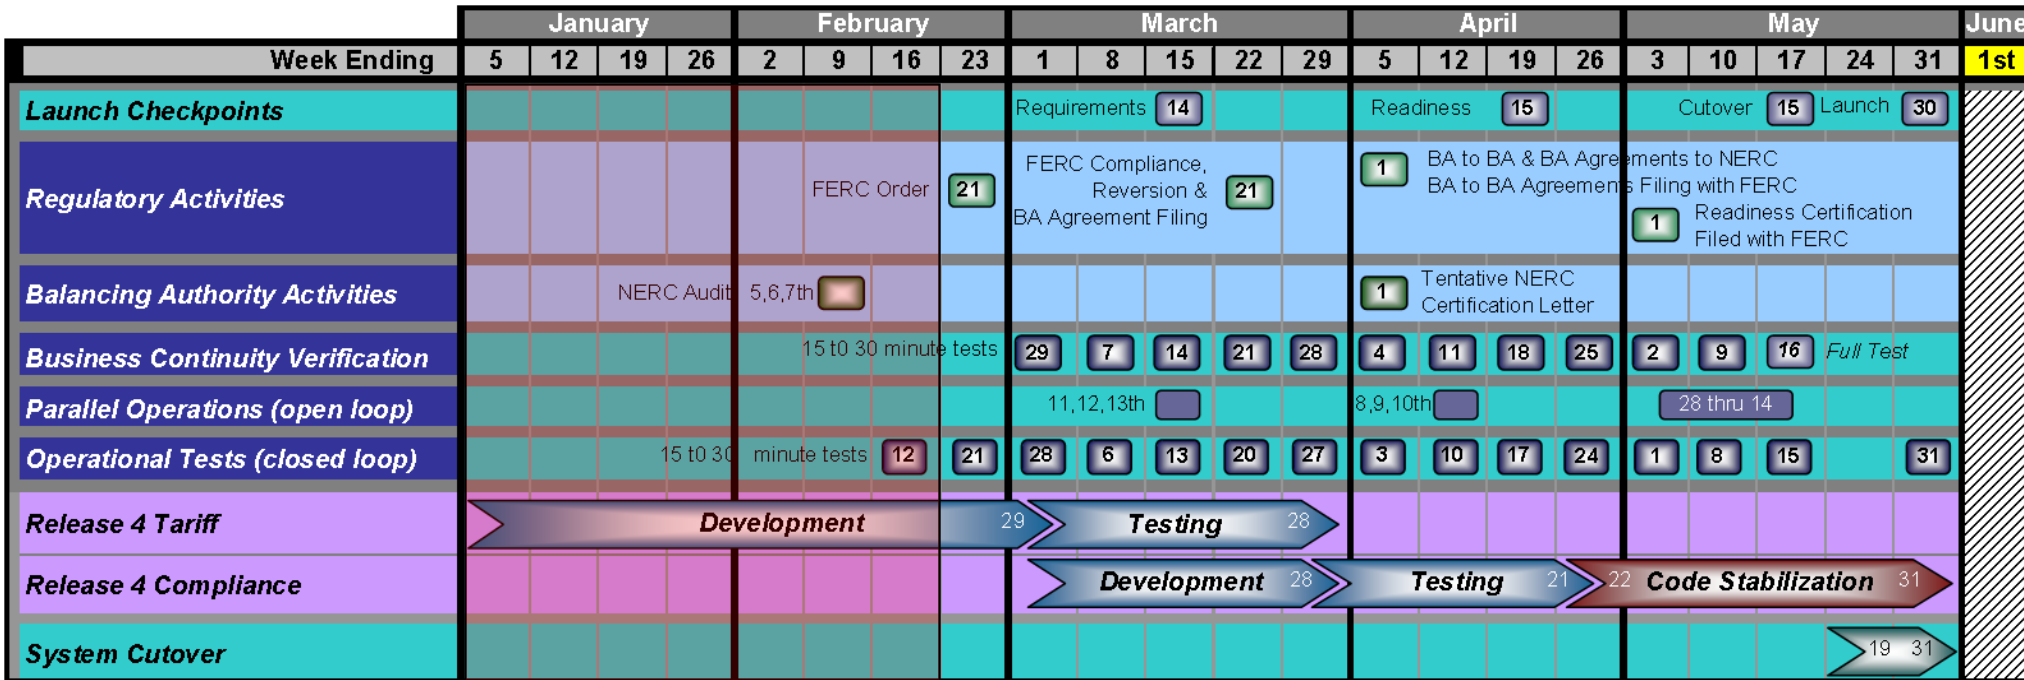 January February March April May June
Week Ending 5 12 19 26 2 9 16 23 1 8 15 22 29 5 12 19 26 3 10 17 24 31 1st
Launch Checkpoints Requirements 14 Readiness 15 Cutover 15 Launch 30
Regulatory Activities
FERC Order 21
FERC Compliance,
Reversion &
BA Agreement Filing
21
1
BA to BA & BA Agreements to NERC
BA to BA Agreements Filing with FERC
1
Readiness Certification
Filed with FERC
Balancing Authority Activities
NERC Audit 5,6,7th
1
Tentative NERC
Certification Letter
Business Continuity Verification 15 t0 30 minute tests 29 7 14 21 28 4 11 18 25 2 9 16 Full Test
Parallel Operations (open loop) 11,12,13th 8,9,10th 28 thru 14
Operational Tests (closed loop) 15 t0 30 minute tests 12 21 28 6 13 20 27 3 10 17 24 1 8 15 31
Release 4 Tariff Development 29 Testing 28
Release 4 Compliance Development 28 Testing 21 22 Code Stabilization 31
System Cutover 19 31